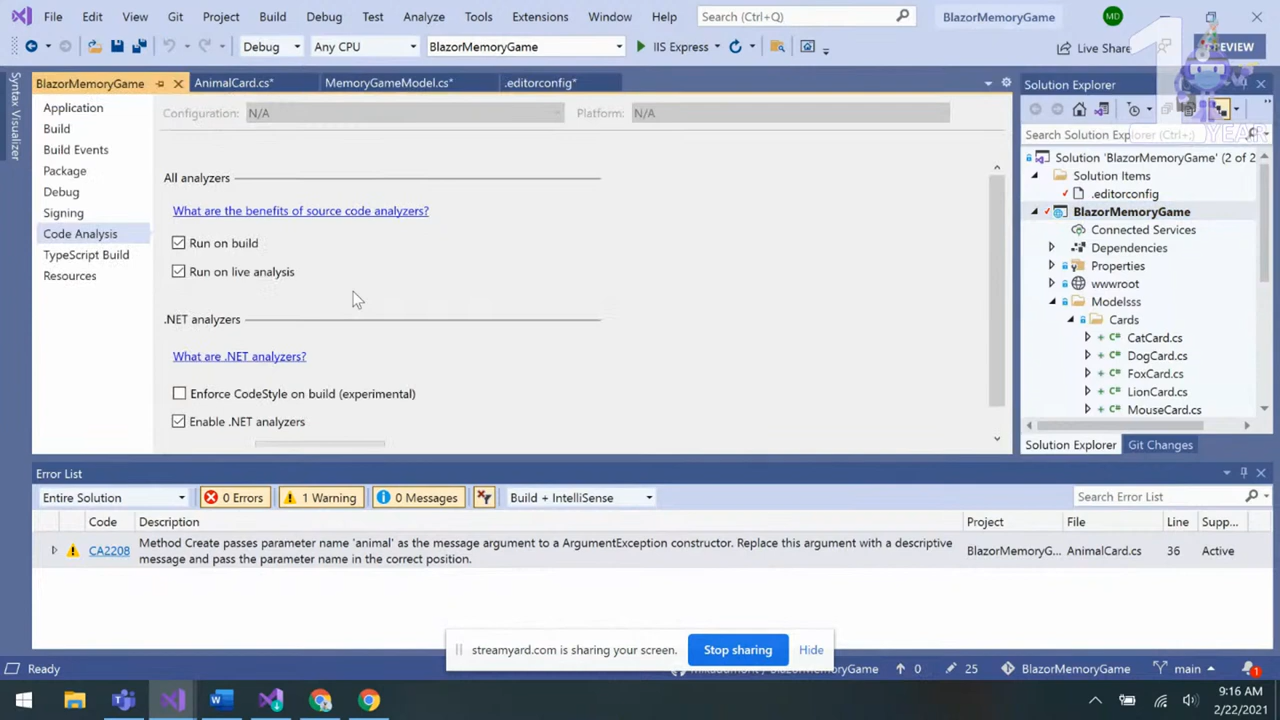 File Edit View Git Project Build Debug Test Analyze Tools Extensions Window Help Search (Ctrl+Q) BlazorMemoryGame MD
Debug Any CPU BlazorMemoryGame IIS Express Live Share PREVIEW
1
YEAR
Syntax Visualizer
BlazorMemoryGame AnimalCard.cs* MemoryGameModel.cs* .editorconfig*
Application
Build
Build Events
Package
Debug
Signing
Code Analysis
TypeScript Build
Resources
Configuration: N/A Platform: N/A
All analyzers
What are the benefits of source code analyzers?
Run on build
Run on live analysis
.NET analyzers
What are .NET analyzers?
Enforce CodeStyle on build (experimental)
Enable .NET analyzers
Solution Explorer
Search Solution Explorer (Ctrl+;)
Solution 'BlazorMemoryGame' (2 of 2
Solution Items
.editorconfig
BlazorMemoryGame
Connected Services
Dependencies
Properties
wwwroot
Modelsss
Cards
CatCard.cs
DogCard.cs
FoxCard.cs
LionCard.cs
MouseCard.cs
Solution Explorer Git Changes
Error List
Entire Solution 0 Errors 1 Warning 0 Messages Build + IntelliSense Search Error List
Code Description Project File Line Supp...
CA2208 Method Create passes parameter name 'animal' as the message argument to a ArgumentException constructor. Replace this argument with a descriptive
message and pass the parameter name in the correct position. BlazorMemoryG... AnimalCard.cs 36 Active
streamyard.com is sharing your screen. Stop sharing Hide
Ready / BlazorMemoryGame 0 25 BlazorMemoryGame main 1
9:16 AM
2/22/2021